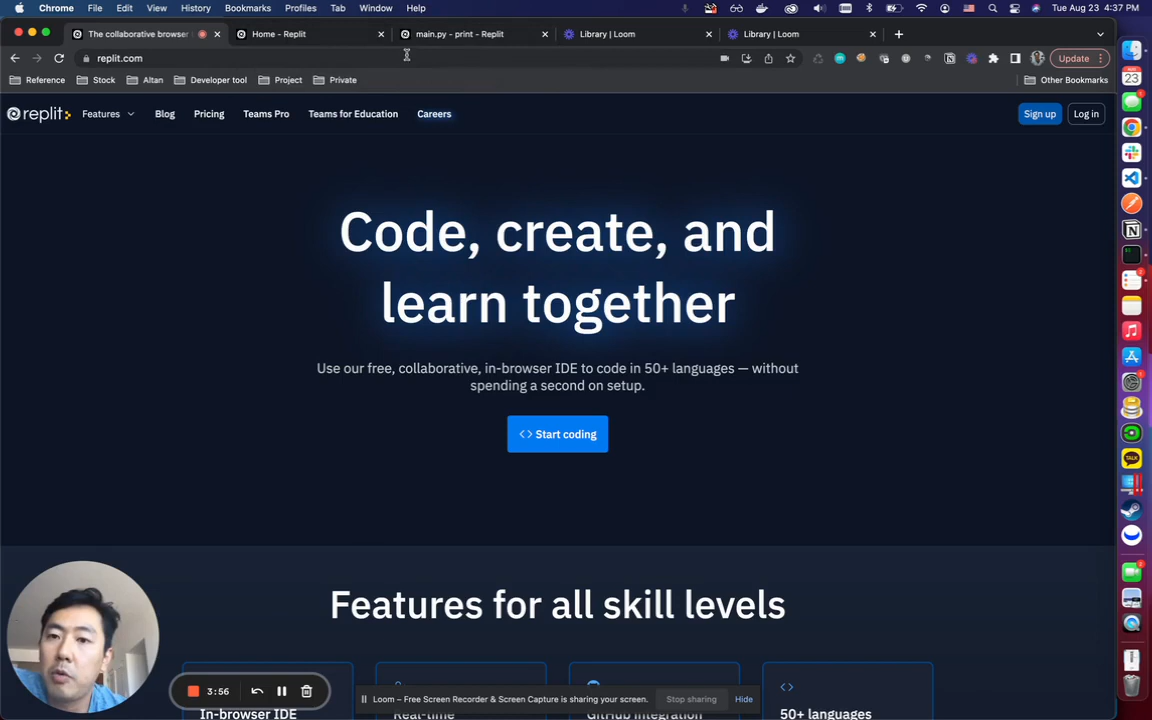 Chrome File Edit View History Bookmarks Profiles Tab Window Help
Tue Aug 23 4:37 PM
The collaborative browser
Home - Replit
main.py - print - Replit
Library | Loom
Library | Loom
replit.com
Update
Reference
Stock
Altan
Developer tool
Project
Private
Other Bookmarks
replit
Features
Blog
Pricing
Teams Pro
Teams for Education
Careers
Sign up
Log in
Code, create, and
learn together
Use our free, collaborative, in-browser IDE to code in 50+ languages — without
spending a second on setup.
<> Start coding
Features for all skill levels
In-browser IDE
Real-time
GitHub integration
50+ languages
3:56
Loom – Free Screen Recorder & Screen Capture is sharing your screen.
Stop sharing
Hide
23
TALK